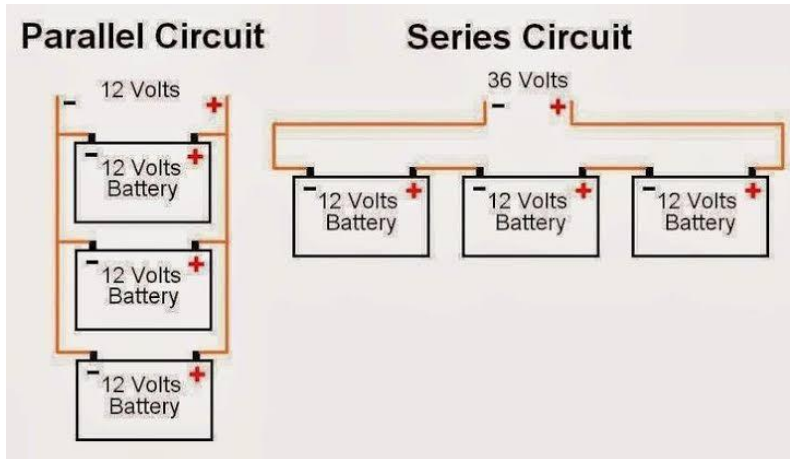 Parallel Circuit
12 Volts
- +
- +
12 Volts
Battery
- +
12 Volts
Battery
- +
12 Volts
Battery
Series Circuit
36 Volts
- +
- +
12 Volts
Battery
- +
12 Volts
Battery
- +
12 Volts
Battery